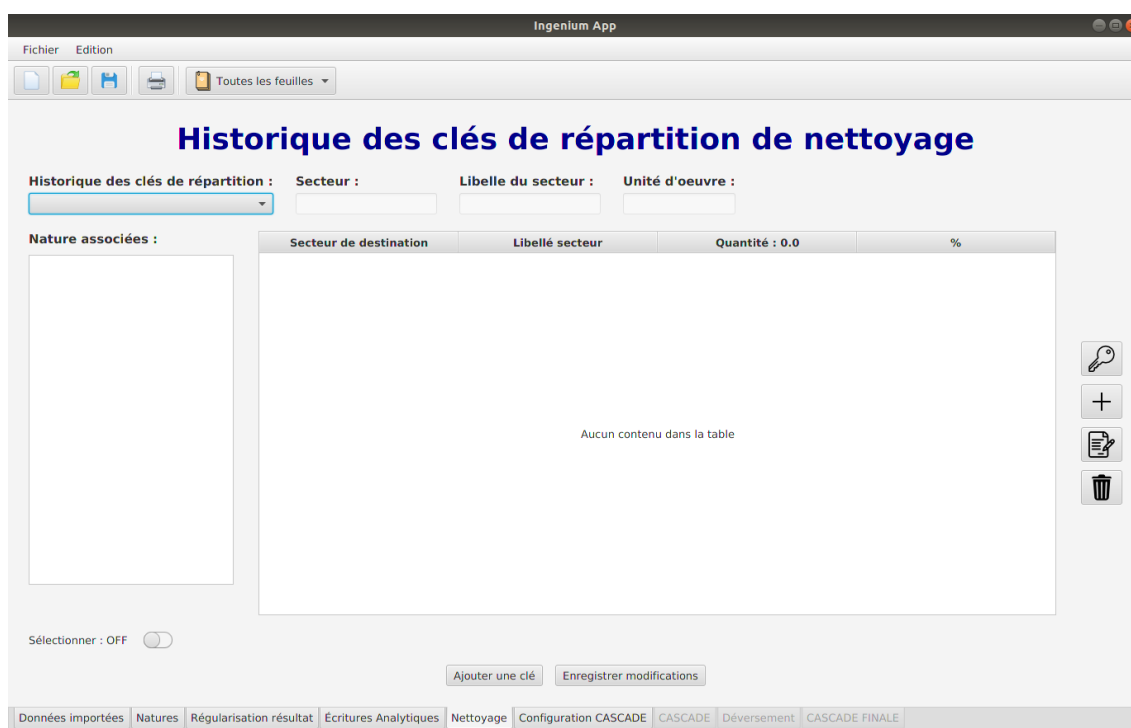 Ingenium App
Fichier Edition
Toutes les feuilles
Historique des clés de répartition de nettoyage
Historique des clés de répartition : Secteur : Libelle du secteur : Unité d'oeuvre :
Nature associées :
Secteur de destination Libellé secteur Quantité : 0.0 %
Aucun contenu dans la table
Sélectionner : OFF
Ajouter une clé Enregistrer modifications
Données importées Natures Régularisation résultat Écritures Analytiques Nettoyage Configuration CASCADE CASCADE Déversement CASCADE FINALE